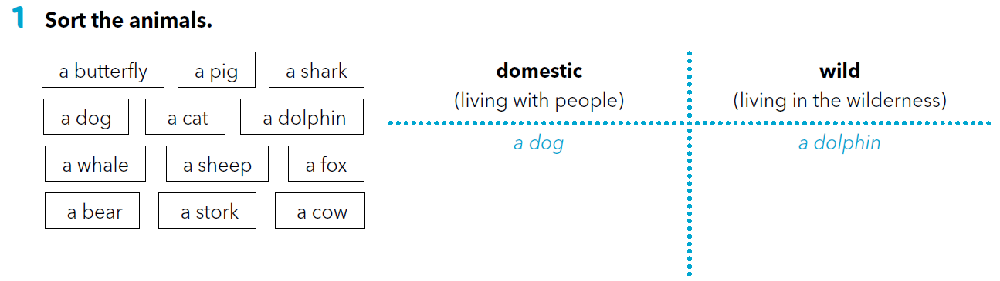 1 Sort the animals.
a butterfly a pig a shark
a dog a cat a dolphin
a whale a sheep a fox
a bear a stork a cow
domestic wild
(living with people) (living in the wilderness)
a dog a dolphin